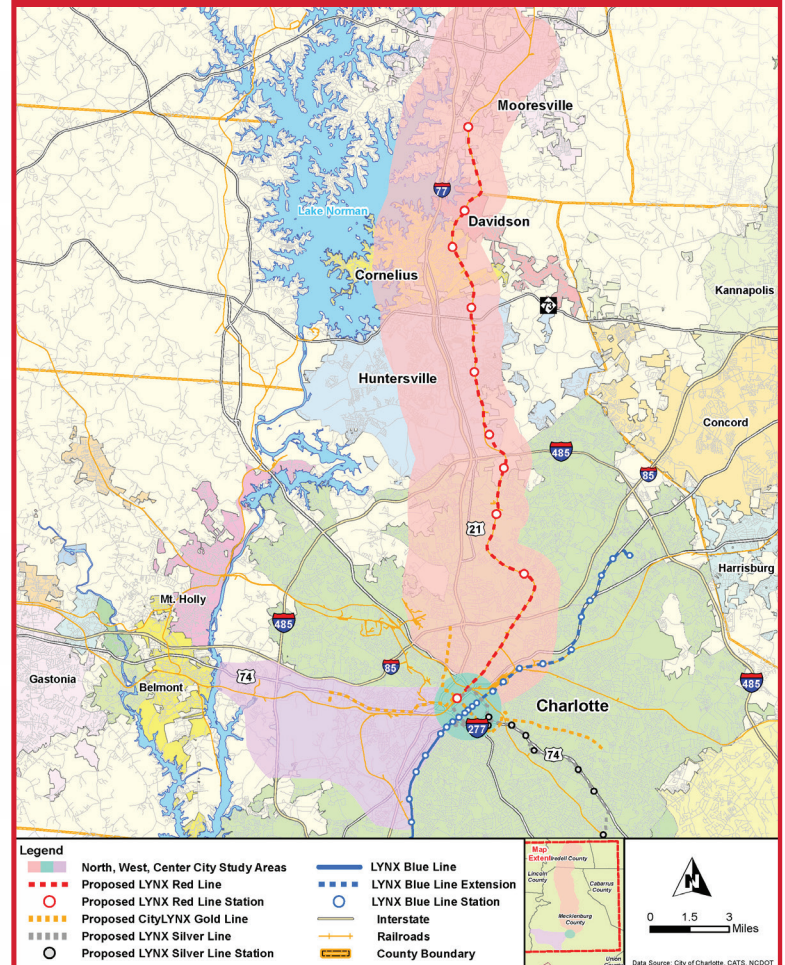 Mooresville
77
Lake Norman
Davidson
Cornelius
73
Kannapolis
Huntersville
Concord
485
85
21
Harrisburg
Mt. Holly
485
85
74
485
Gastonia
Belmont
Charlotte
277
74
Legend
North, West, Center City Study Areas
Proposed LYNX Red Line
Proposed LYNX Red Line Station
Proposed CityLYNX Gold Line
Proposed LYNX Silver Line
Proposed LYNX Silver Line Station
LYNX Blue Line
LYNX Blue Line Extension
LYNX Blue Line Station
Interstate
Railroads
County Boundary
Map
Extent
Iredell County
Lincoln
County
Cabarrus
County
Mecklenburg
County
Union
N
0 1.5 3
Miles
Data Source: City of Charlotte, CATS, NCDOT